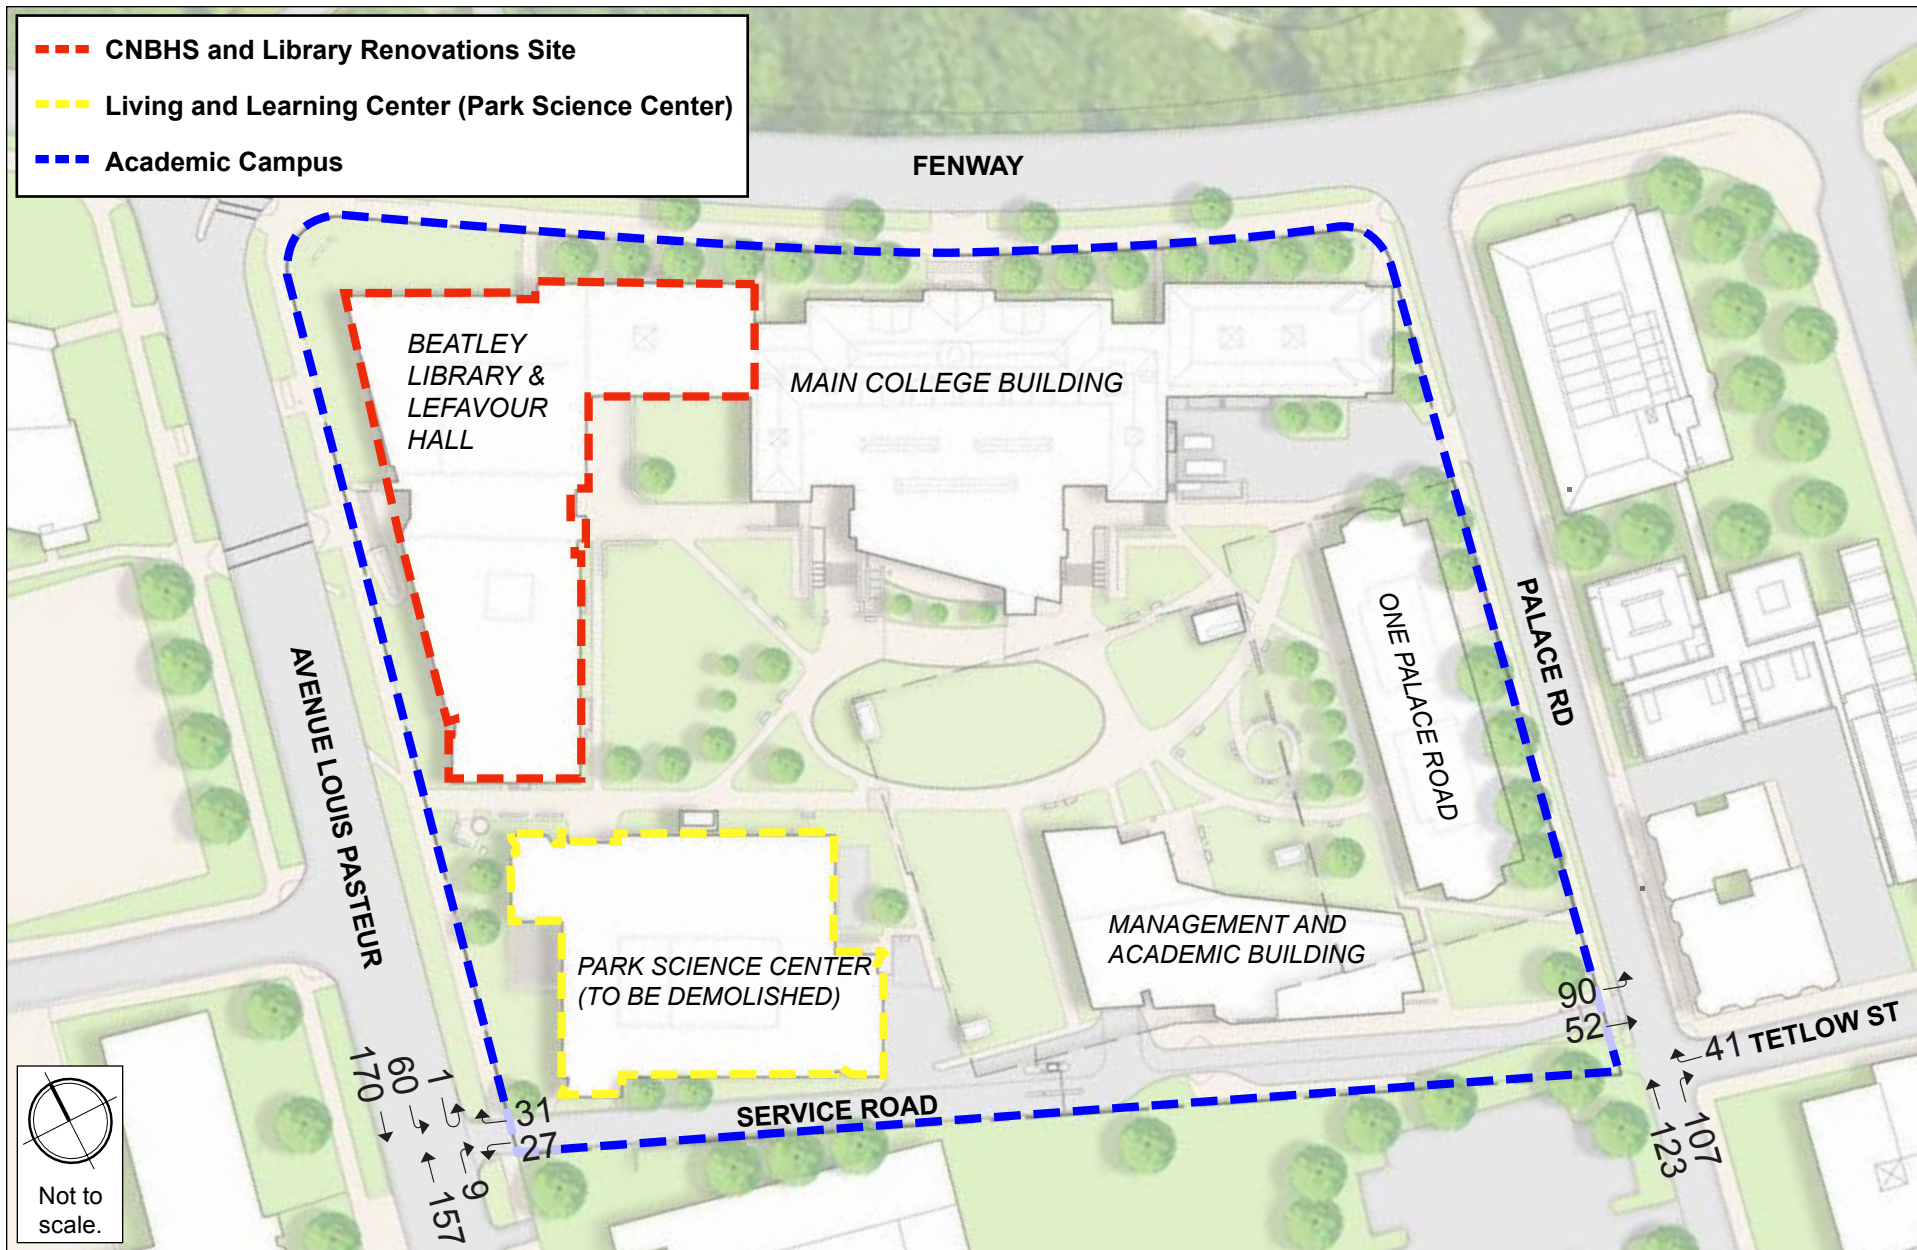 CNBHS and Library Renovations Site
Living and Learning Center (Park Science Center)
Academic Campus
FENWAY
BEATLEY
LIBRARY &
LEFAVOUR
HALL
MAIN COLLEGE BUILDING
AVENUE LOUIS PASTEUR
ONE PALACE ROAD
PALACE RD
MANAGEMENT AND
ACADEMIC BUILDING
PARK SCIENCE CENTER
(TO BE DEMOLISHED)
90
52
41
TETLOW ST
107
123
170
60
1
31
27
9
157
SERVICE ROAD
Not to
scale.